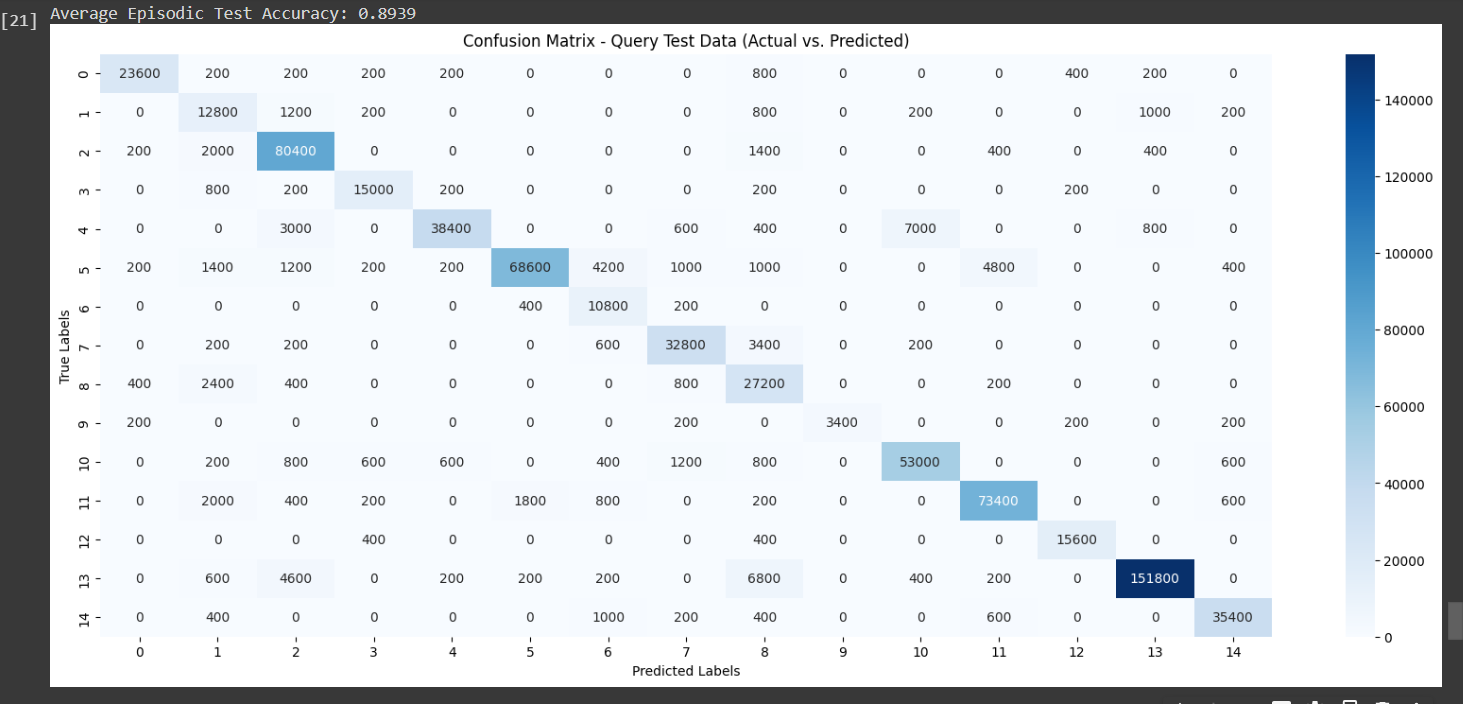 Average Episodic Test Accuracy: 0.8939
[21]
Confusion Matrix - Query Test Data (Actual vs. Predicted)
0 23600 200 200 200 200 0 0 0 800 0 0 0 400 200 0
1 0 12800 1200 200 0 0 0 0 800 0 200 0 0 1000 200
2 200 2000 80400 0 0 0 0 0 1400 0 0 400 0 400 0
3 0 800 200 15000 200 0 0 0 200 0 0 0 200 0 0
4 0 0 3000 0 38400 0 0 600 400 0 7000 0 0 800 0
5 200 1400 1200 200 200 68600 4200 1000 1000 0 0 4800 0 0 400
6 0 0 0 0 0 400 10800 200 0 0 0 0 0 0 0
7 0 200 200 0 0 0 600 32800 3400 0 200 0 0 0 0
8 400 2400 400 0 0 0 0 800 27200 0 0 200 0 0 0
9 200 0 0 0 0 0 0 200 0 3400 0 0 200 0 200
10 0 200 800 600 600 0 400 1200 800 0 53000 0 0 0 600
11 0 2000 400 200 0 1800 800 0 200 0 0 73400 0 0 600
12 0 0 0 400 0 0 0 0 400 0 0 0 15600 0 0
13 0 600 4600 0 200 200 200 0 6800 0 400 200 0 151800 0
14 0 400 0 0 0 0 1000 200 400 0 0 600 0 0 35400
0 1 2 3 4 5 6 7 8 9 10 11 12 13 14
Predicted Labels
True Labels
140000
120000
100000
80000
60000
40000
20000
0